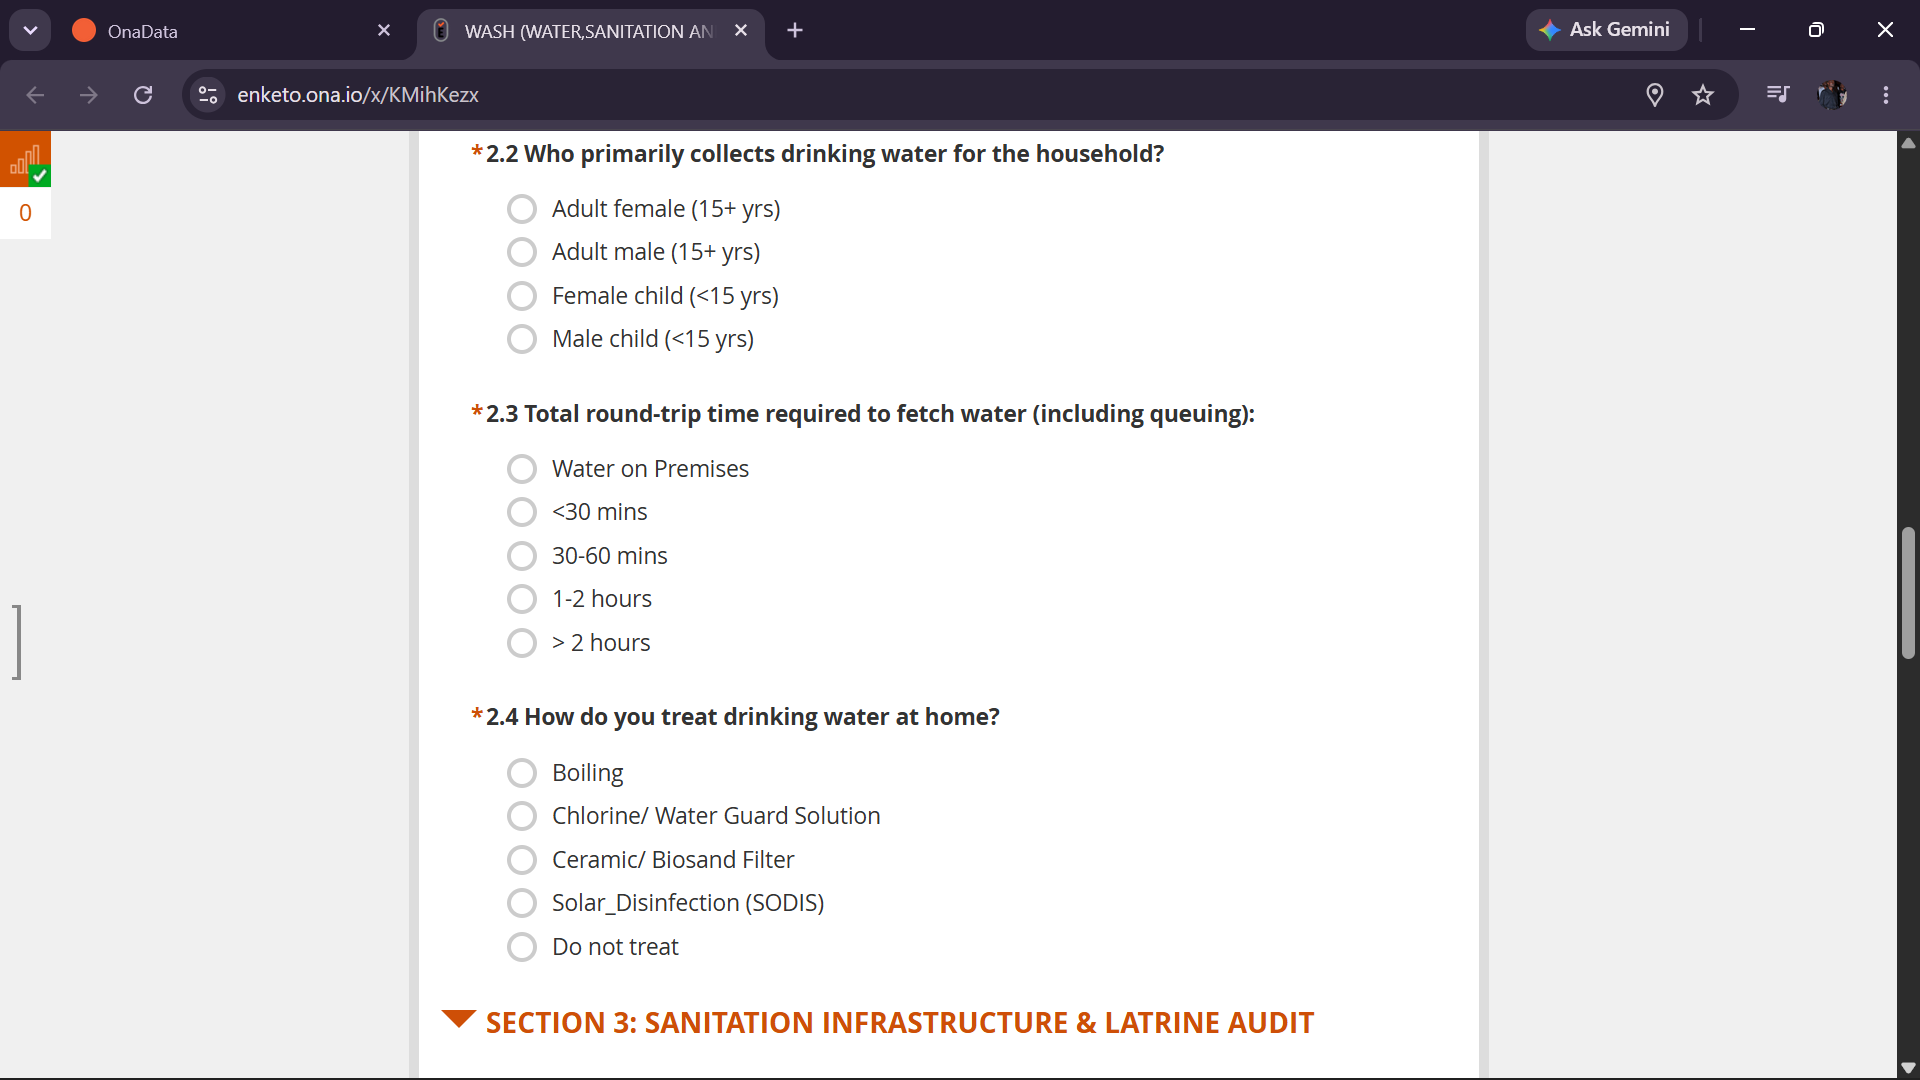 OnaData
WASH (WATER,SANITATION AN
Ask Gemini
enketo.ona.io/x/KMihKezx
0
*2.2 Who primarily collects drinking water for the household?
Adult female (15+ yrs)
Adult male (15+ yrs)
Female child (<15 yrs)
Male child (<15 yrs)
*2.3 Total round-trip time required to fetch water (including queuing):
Water on Premises
<30 mins
30-60 mins
1-2 hours
> 2 hours
*2.4 How do you treat drinking water at home?
Boiling
Chlorine/ Water Guard Solution
Ceramic/ Biosand Filter
Solar_Disinfection (SODIS)
Do not treat
SECTION 3: SANITATION INFRASTRUCTURE & LATRINE AUDIT